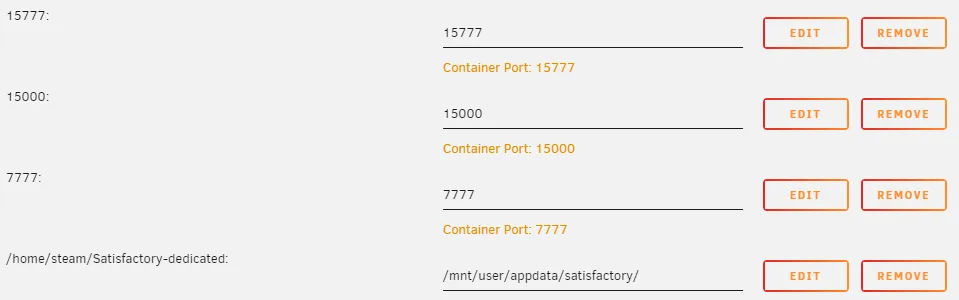 15777:
15777 EDIT REMOVE
Container Port: 15777
15000:
15000 EDIT REMOVE
Container Port: 15000
7777:
7777 EDIT REMOVE
Container Port: 7777
/home/steam/Satisfactory-dedicated:
/mnt/user/appdata/satisfactory/ EDIT REMOVE